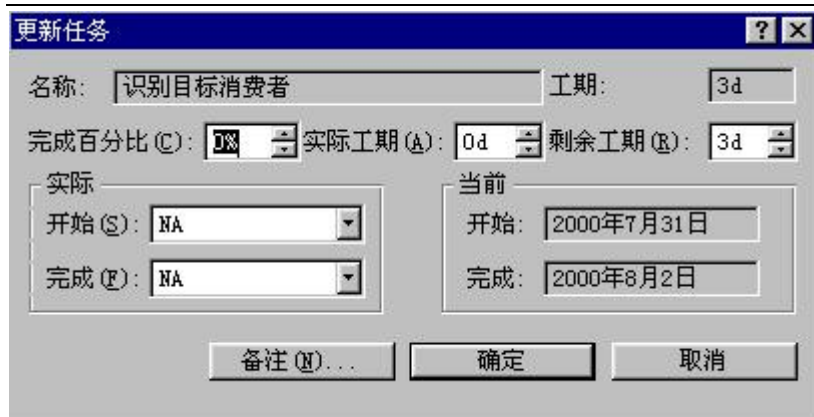 更新任务
名称: 识别目标消费者 工期: 3d
完成百分比(C): 0% 实际工期(A): 0d 剩余工期(R): 3d
实际 当前
开始(S): NA 开始: 2000年7月31日
完成(F): NA 完成: 2000年8月2日
备注(N)... 确定 取消